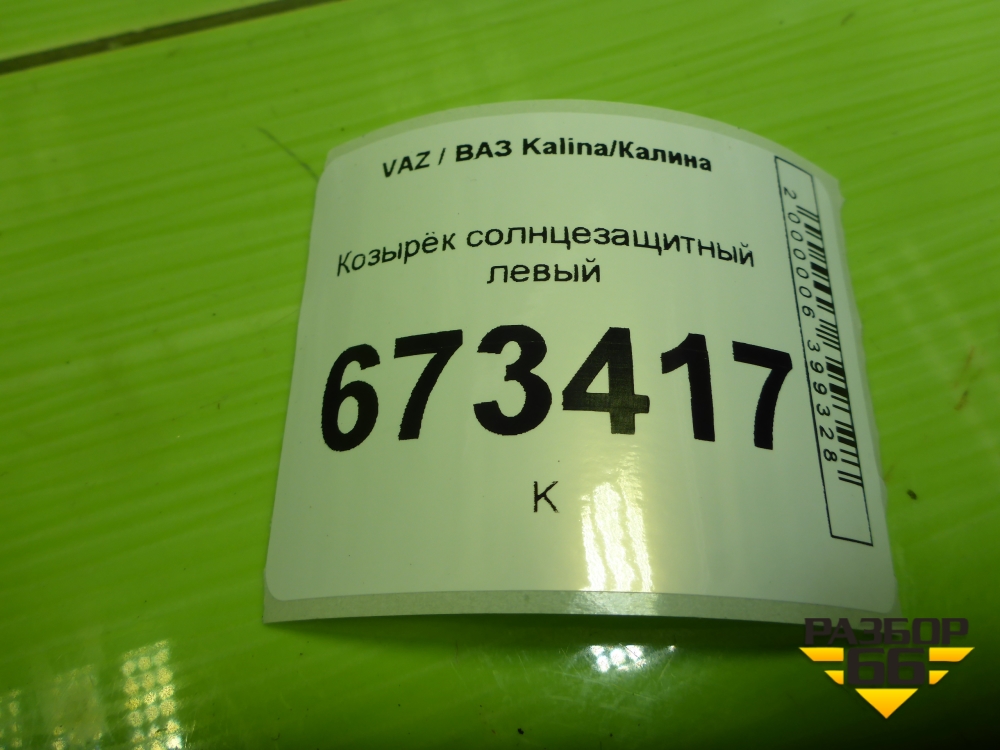 VAZ / ВАЗ Kalina/Калина
Козырёк солнцезащитный
левый
673417
К
2000006399328
РАЗБОР
66